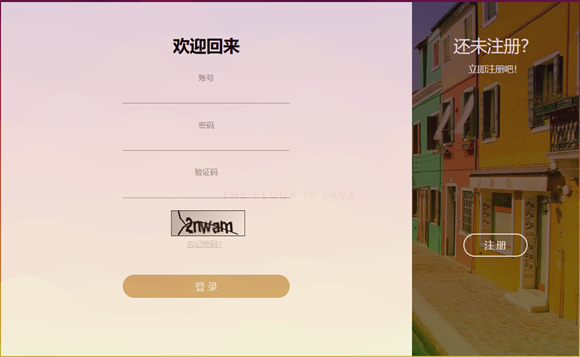 欢迎回来
账号
密码
验证码
THE FLOOR IS LAVA
2nwam
忘记密码?
登 录
还未注册?
立即注册吧!
注 册